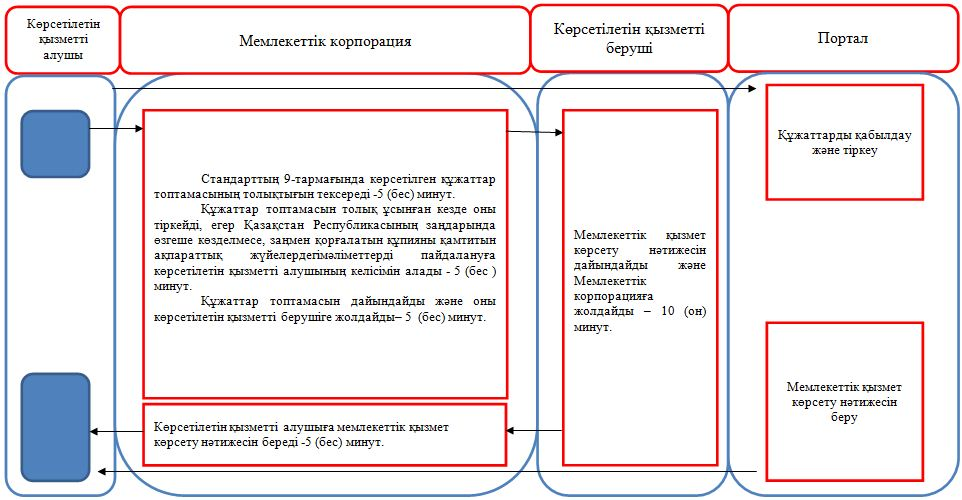 Көрсетілетін
қызметті
алушы
Мемлекеттік корпорация
Көрсетілетін қызметті
беруші
Портал
Стандарттың 9-тармағында көрсетілген құжаттар
топтамасының толықтығын тексереді -5 (бес) минут.
Құжаттар топтамасын толық ұсынған кезде оны
тіркейді, егер Қазақстан Республикасының заңдарында
өзгеше көзделмесе, заңмен қорғалатын құпияны қамтитын
ақпараттық жүйелердегімәліметтерді пайдалануға
көрсетілетін қызметті алушының келісімін алады - 5 (бес )
минут.
Құжаттар топтамасын дайындайды және оны
көрсетілетін қызметті берушіге жолдайды– 5 (бес) минут.
Көрсетілетін қызметті алушыға мемлекеттік қызмет
көрсету нәтижесін береді -5 (бес) минут.
Мемлекеттік қызмет
көрсету нәтижесін
дайындайды және
Мемлекеттік
корпорацияға
жолдайды – 10 (он)
минут.
Құжаттарды қабылдау
және тіркеу
Мемлекеттік қызмет
көрсету нәтижесін
беру